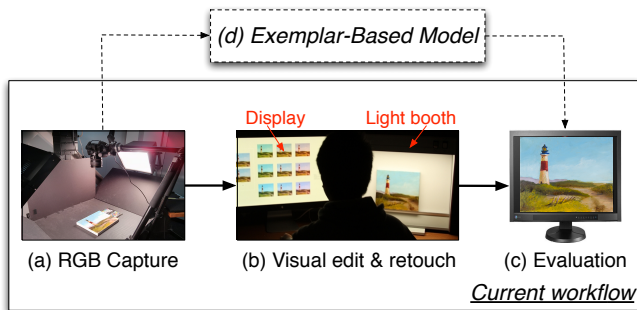 (d) Exemplar-Based Model
Display
Light booth
(a) RGB Capture
(b) Visual edit & retouch
(c) Evaluation
Current workflow